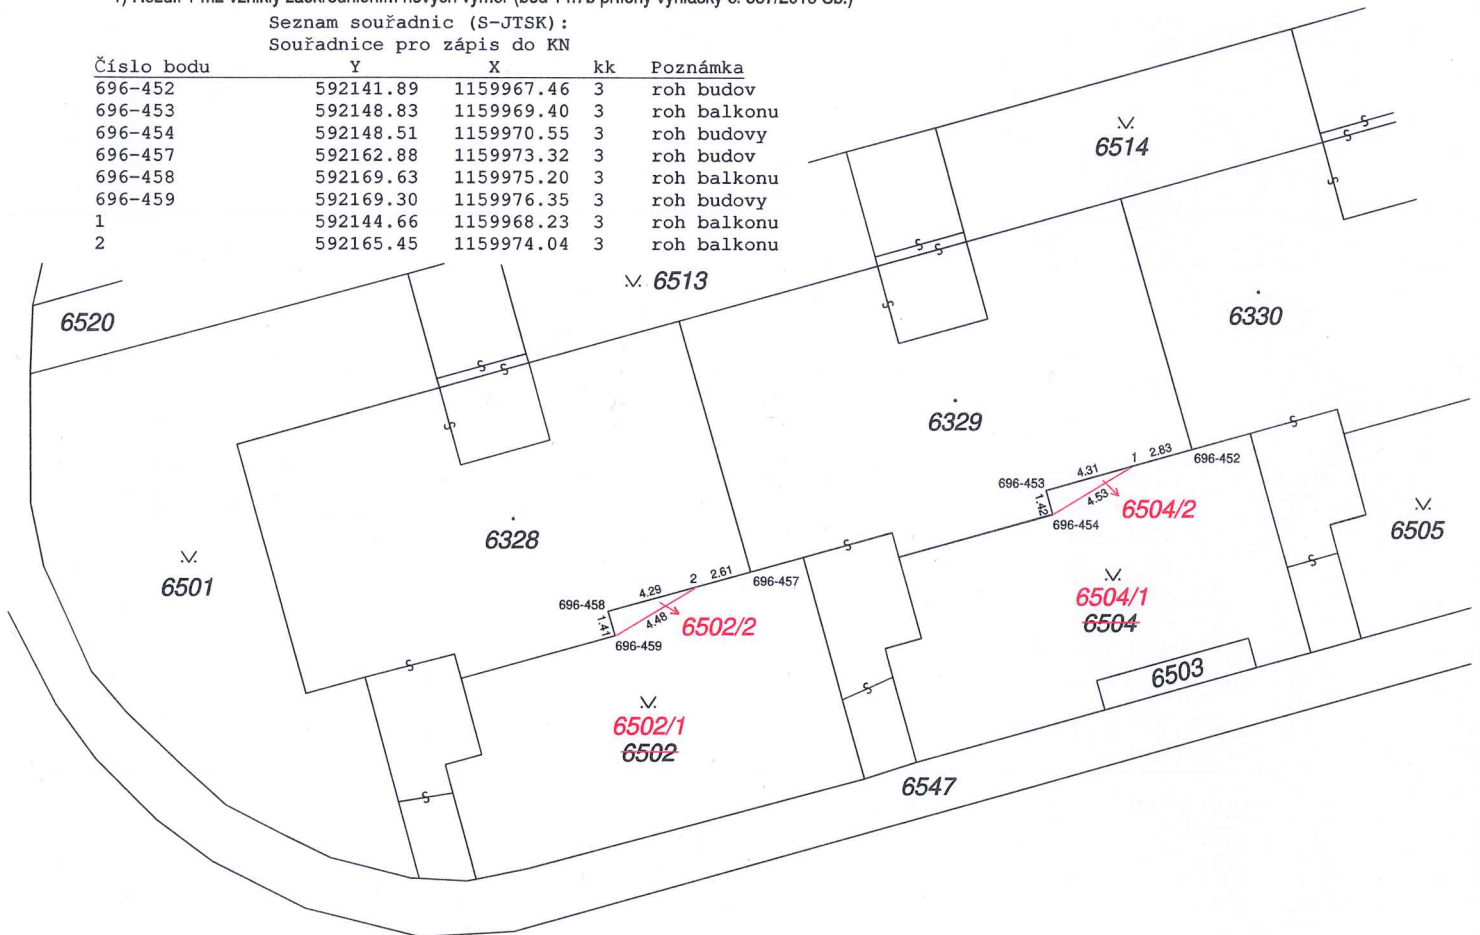 Seznam souřadnic (S-JTSK):
Souřadnice pro zápis do KN
Číslo bodu Y X kk Poznámka
696-452 592141.89 1159967.46 3 roh budov
696-453 592148.83 1159969.40 3 roh balkonu
696-454 592148.51 1159970.55 3 roh budovy
696-457 592162.88 1159973.32 3 roh budov
696-458 592169.63 1159975.20 3 roh balkonu
696-459 592169.30 1159976.35 3 roh budovy
1 592144.66 1159968.23 3 roh balkonu
2 592165.45 1159974.04 3 roh balkonu
6514
6513
6520
6330
6329
696-453
4.31
1
2.83
696-452
1.42
4.53
696-454
6504/2
6505
6328
6501
696-458
4.29
2
2.61
696-457
1.41
4.48
696-459
6502/2
6504/1
6504
6503
6502/1
6502
6547